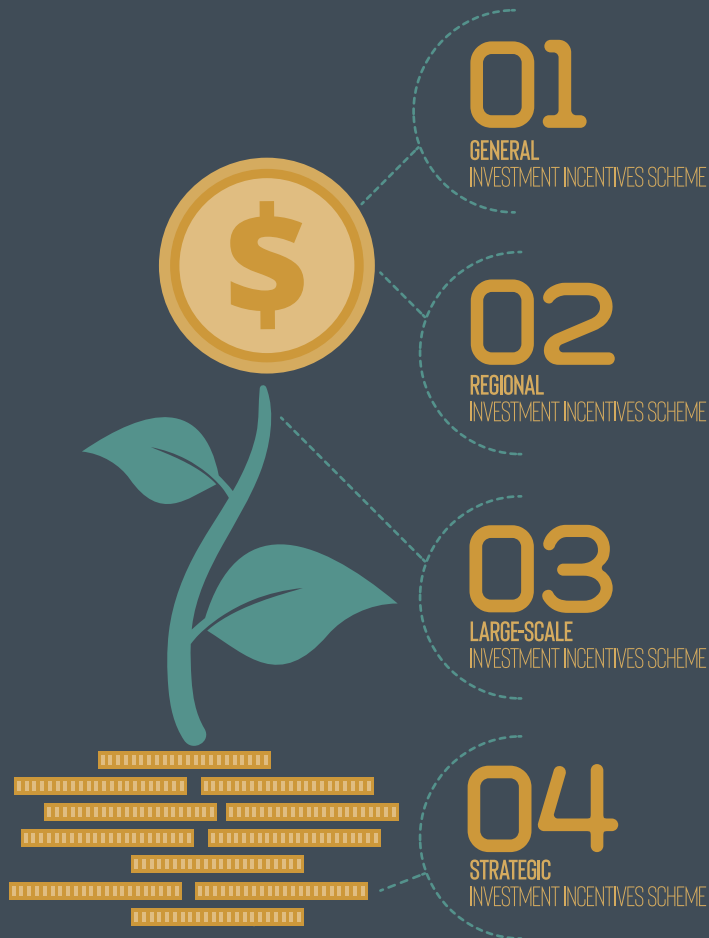 $
01
GENERAL
INVESTMENT INCENTIVES SCHEME
02
REGIONAL
INVESTMENT INCENTIVES SCHEME
03
LARGE-SCALE
INVESTMENT INCENTIVES SCHEME
04
STRATEGIC
INVESTMENT INCENTIVES SCHEME